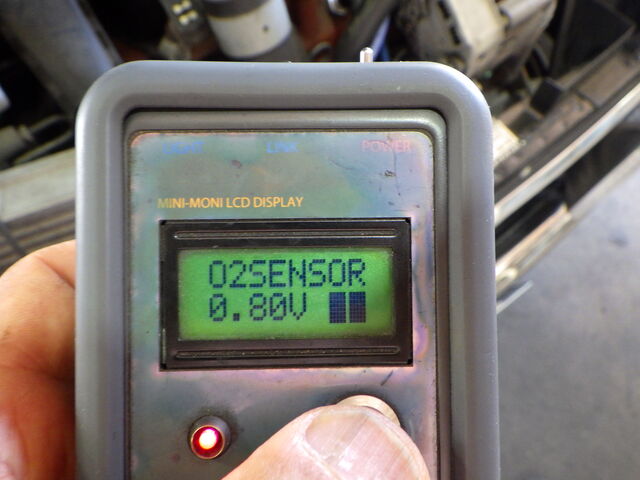 LINK POWER
MINI-MONI LCD DISPLAY
O2SENSOR
0.80V